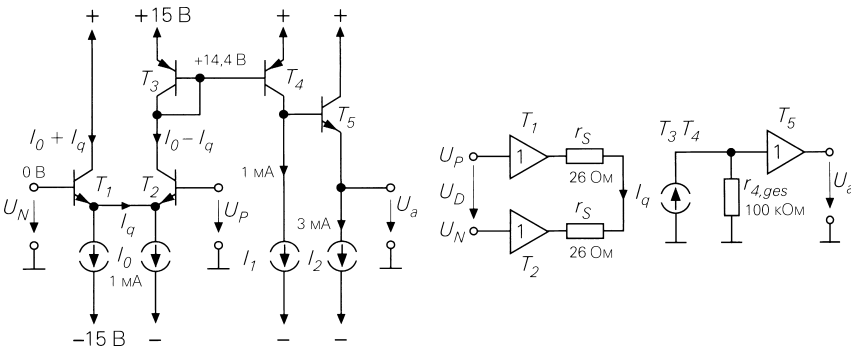 + +15 В + +
+14,4 В
T3 T4
T5
I0 + Iq I0 – Iq 1 мА
0 В
T1 T2
UN Iq UP 3 мА Ua
I0 I1 I2
1 мА
–15 В – – –
T1 rS T3 T4 T5
UP 1 1
26 Ом
UD Iq r4,ges Ua
rS 100 кОм
UN 1
T2 26 Ом